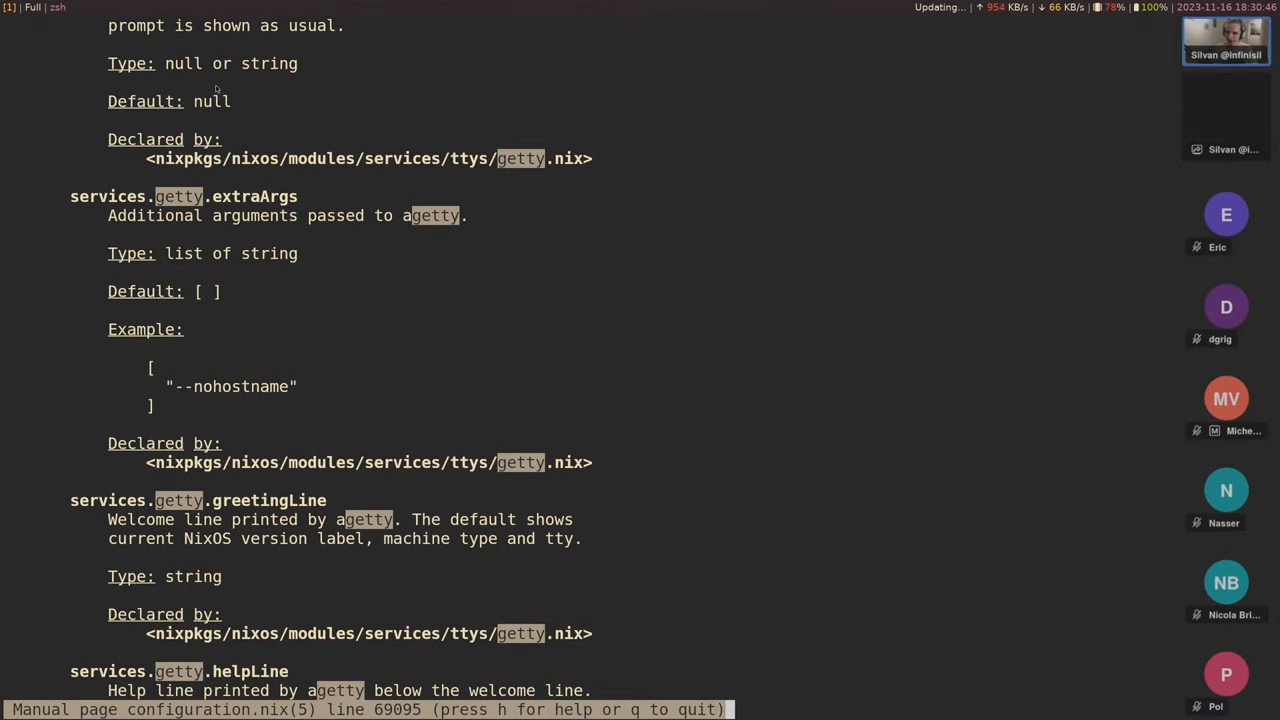 [1] | Full | zsh
Updating... | ↑ 954 KB/s | ↓ 66 KB/s | 78% | 100% | 2023-11-16 18:30:46
prompt is shown as usual.
Type: null or string
Default: null
Declared by:
<nixpkgs/nixos/modules/services/ttys/getty.nix>
services.getty.extraArgs
Additional arguments passed to agetty.
Type: list of string
Default: [ ]
Example:
[
"--nohostname"
]
Declared by:
<nixpkgs/nixos/modules/services/ttys/getty.nix>
services.getty.greetingLine
Welcome line printed by agetty. The default shows
current NixOS version label, machine type and tty.
Type: string
Declared by:
<nixpkgs/nixos/modules/services/ttys/getty.nix>
services.getty.helpLine
Help line printed by agetty below the welcome line.
Manual page configuration.nix(5) line 69095 (press h for help or q to quit)
Silvan @infinisil
Silvan @i...
E
Eric
D
dgrig
MV
M Miche...
N
Nasser
NB
Nicola Bri...
P
Pol